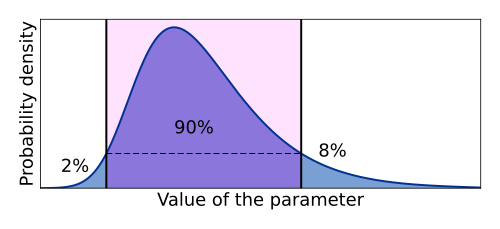 Probability density
90%
2%
8%
Value of the parameter